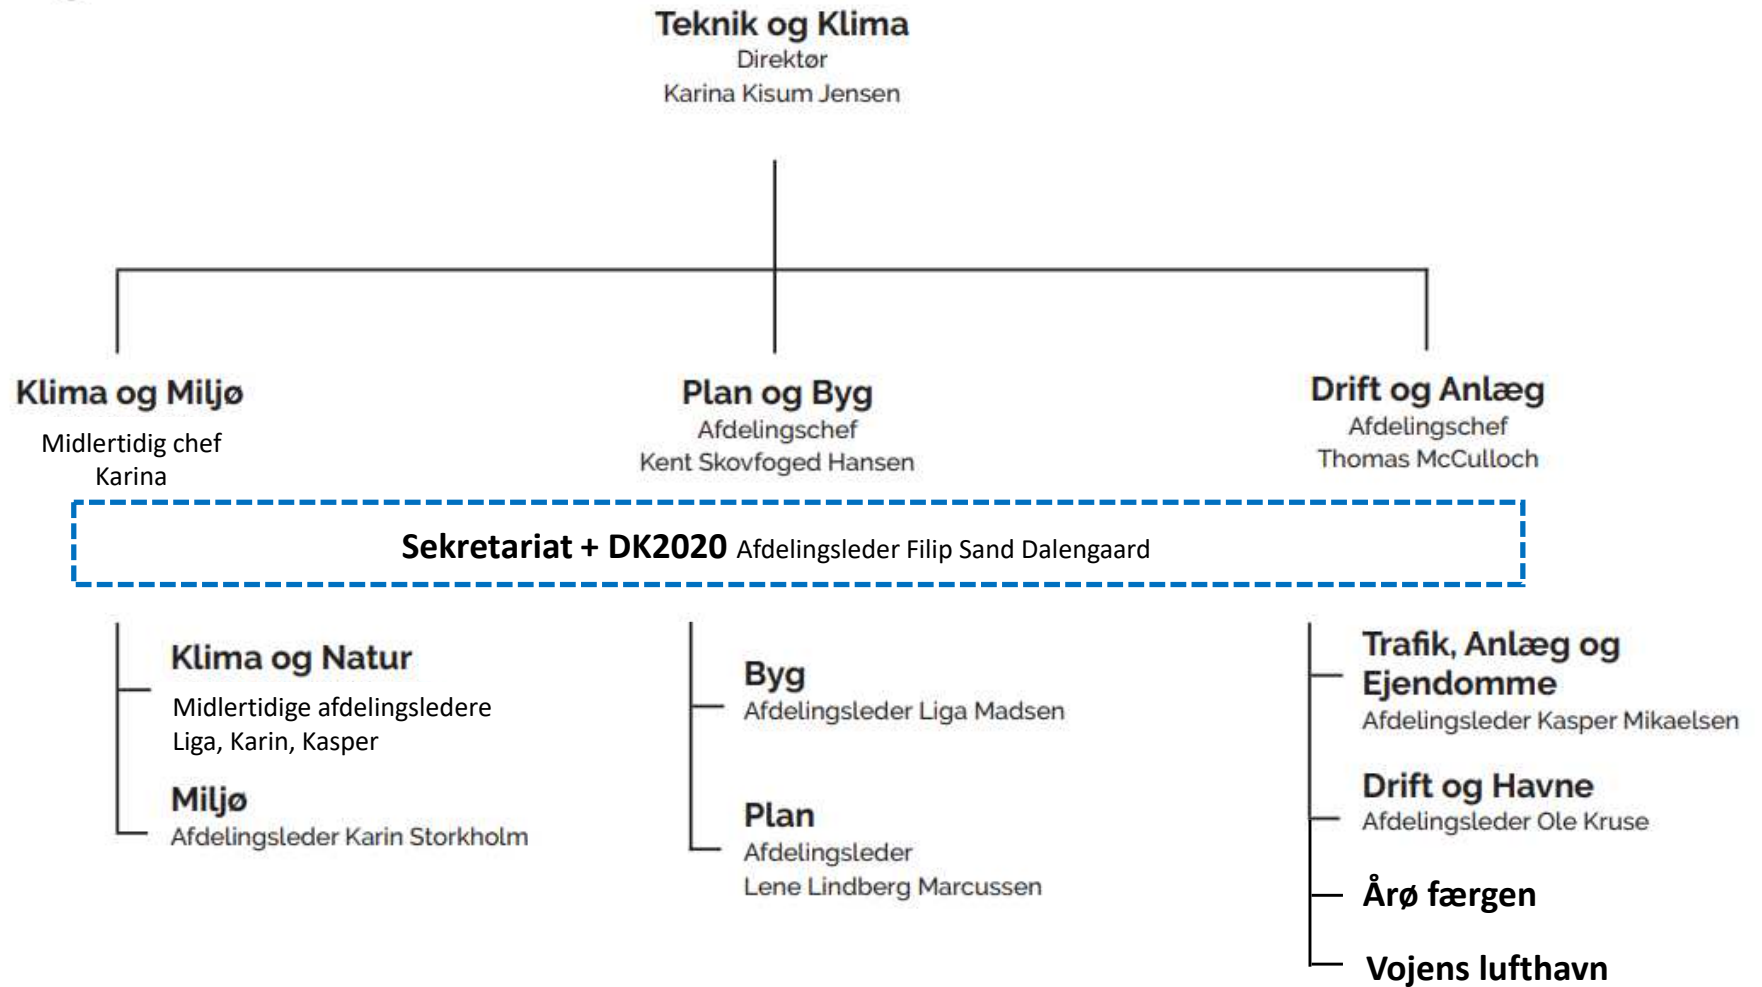 Teknik og Klima
Direktør
Karina Kisum Jensen
Klima og Miljø
Midlertidig chef
Karina
Plan og Byg
Afdelingschef
Kent Skovfoged Hansen
Drift og Anlæg
Afdelingschef
Thomas McCulloch
Sekretariat + DK2020 Afdelingsleder Filip Sand Dalengaard
Klima og Natur
Midlertidige afdelingsledere
Liga, Karin, Kasper
Miljø
Afdelingsleder Karin Storkholm
Byg
Afdelingsleder Liga Madsen
Plan
Afdelingsleder
Lene Lindberg Marcussen
Trafik, Anlæg og
Ejendomme
Afdelingsleder Kasper Mikaelsen
Drift og Havne
Afdelingsleder Ole Kruse
Årø færgen
Vojens lufthavn